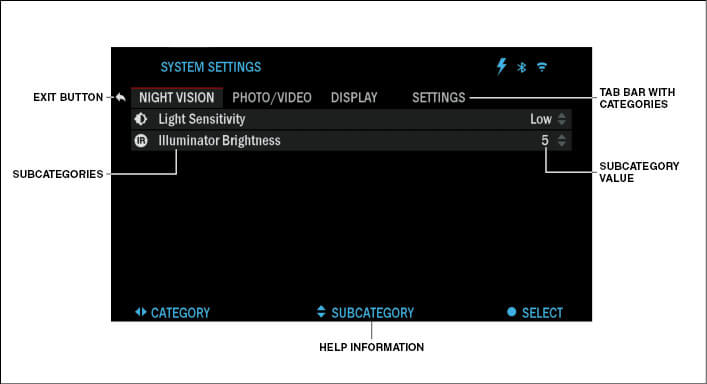 SYSTEM SETTINGS
EXIT BUTTON
NIGHT VISION PHOTO/VIDEO DISPLAY SETTINGS
TAB BAR WITH
CATEGORIES
Light Sensitivity Low
IR Illuminator Brightness 5
SUBCATEGORIES
SUBCATEGORY
VALUE
CATEGORY SUBCATEGORY SELECT
HELP INFORMATION